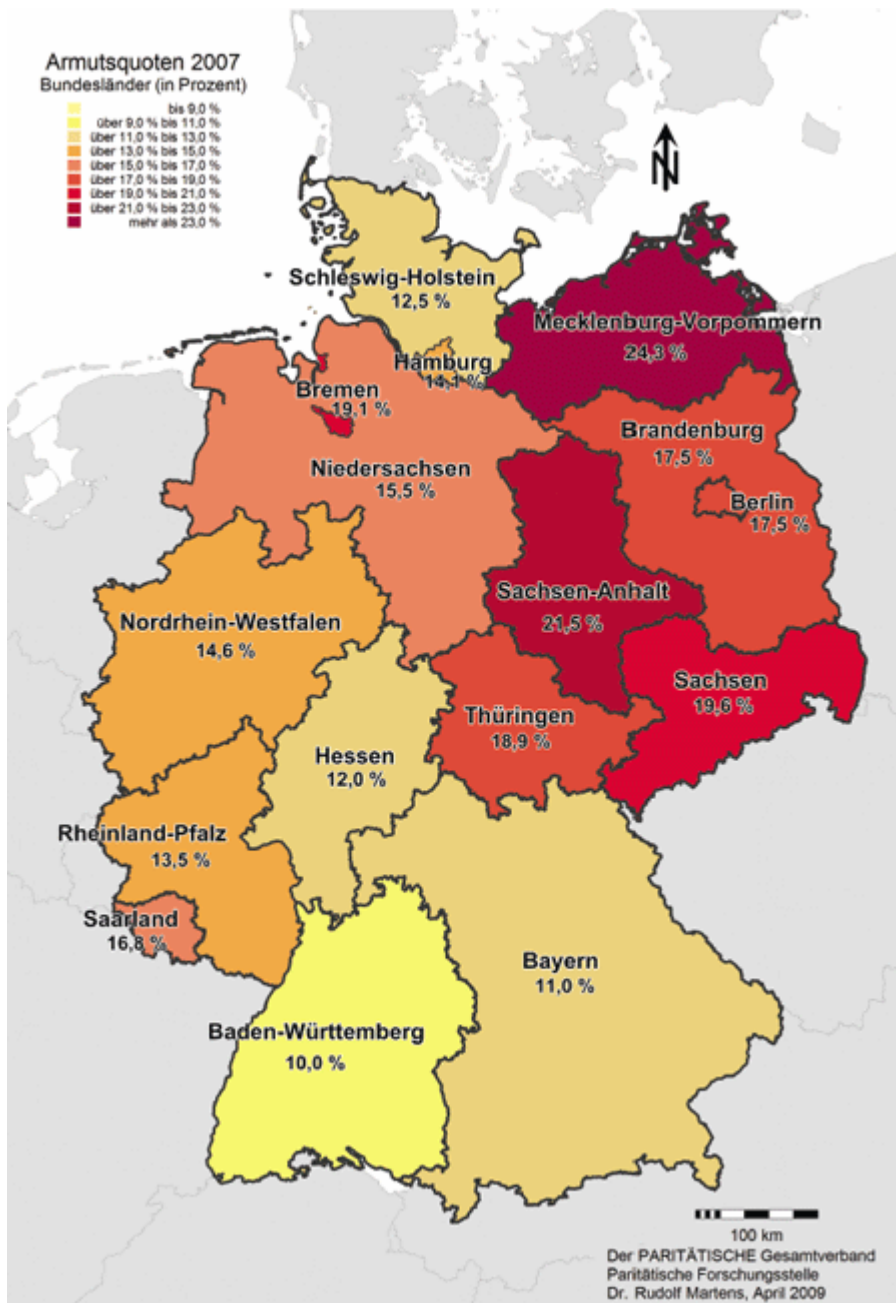 Armutsquoten 2007
Bundesländer (in Prozent)
bis 9,0 %
über 9,0 % bis 11,0 %
über 11,0 % bis 13,0 %
über 13,0 % bis 15,0 %
über 15,0 % bis 17,0 %
über 17,0 % bis 19,0 %
über 19,0 % bis 21,0 %
über 21,0 % bis 23,0 %
mehr als 23,0 %
N
Schleswig-Holstein
12,5 %
Mecklenburg-Vorpommern
24,3 %
Hamburg
14,1 %
Bremen
19,1 %
Brandenburg
17,5 %
Niedersachsen
15,5 %
Berlin
17,5 %
Sachsen-Anhalt
21,5 %
Nordrhein-Westfalen
14,6 %
Sachsen
19,6 %
Thüringen
18,9 %
Hessen
12,0 %
Rheinland-Pfalz
13,5 %
Saarland
16,8 %
Bayern
11,0 %
Baden-Württemberg
10,0 %
100 km
Der PARITÄTISCHE Gesamtverband
Paritätische Forschungsstelle
Dr. Rudolf Martens, April 2009